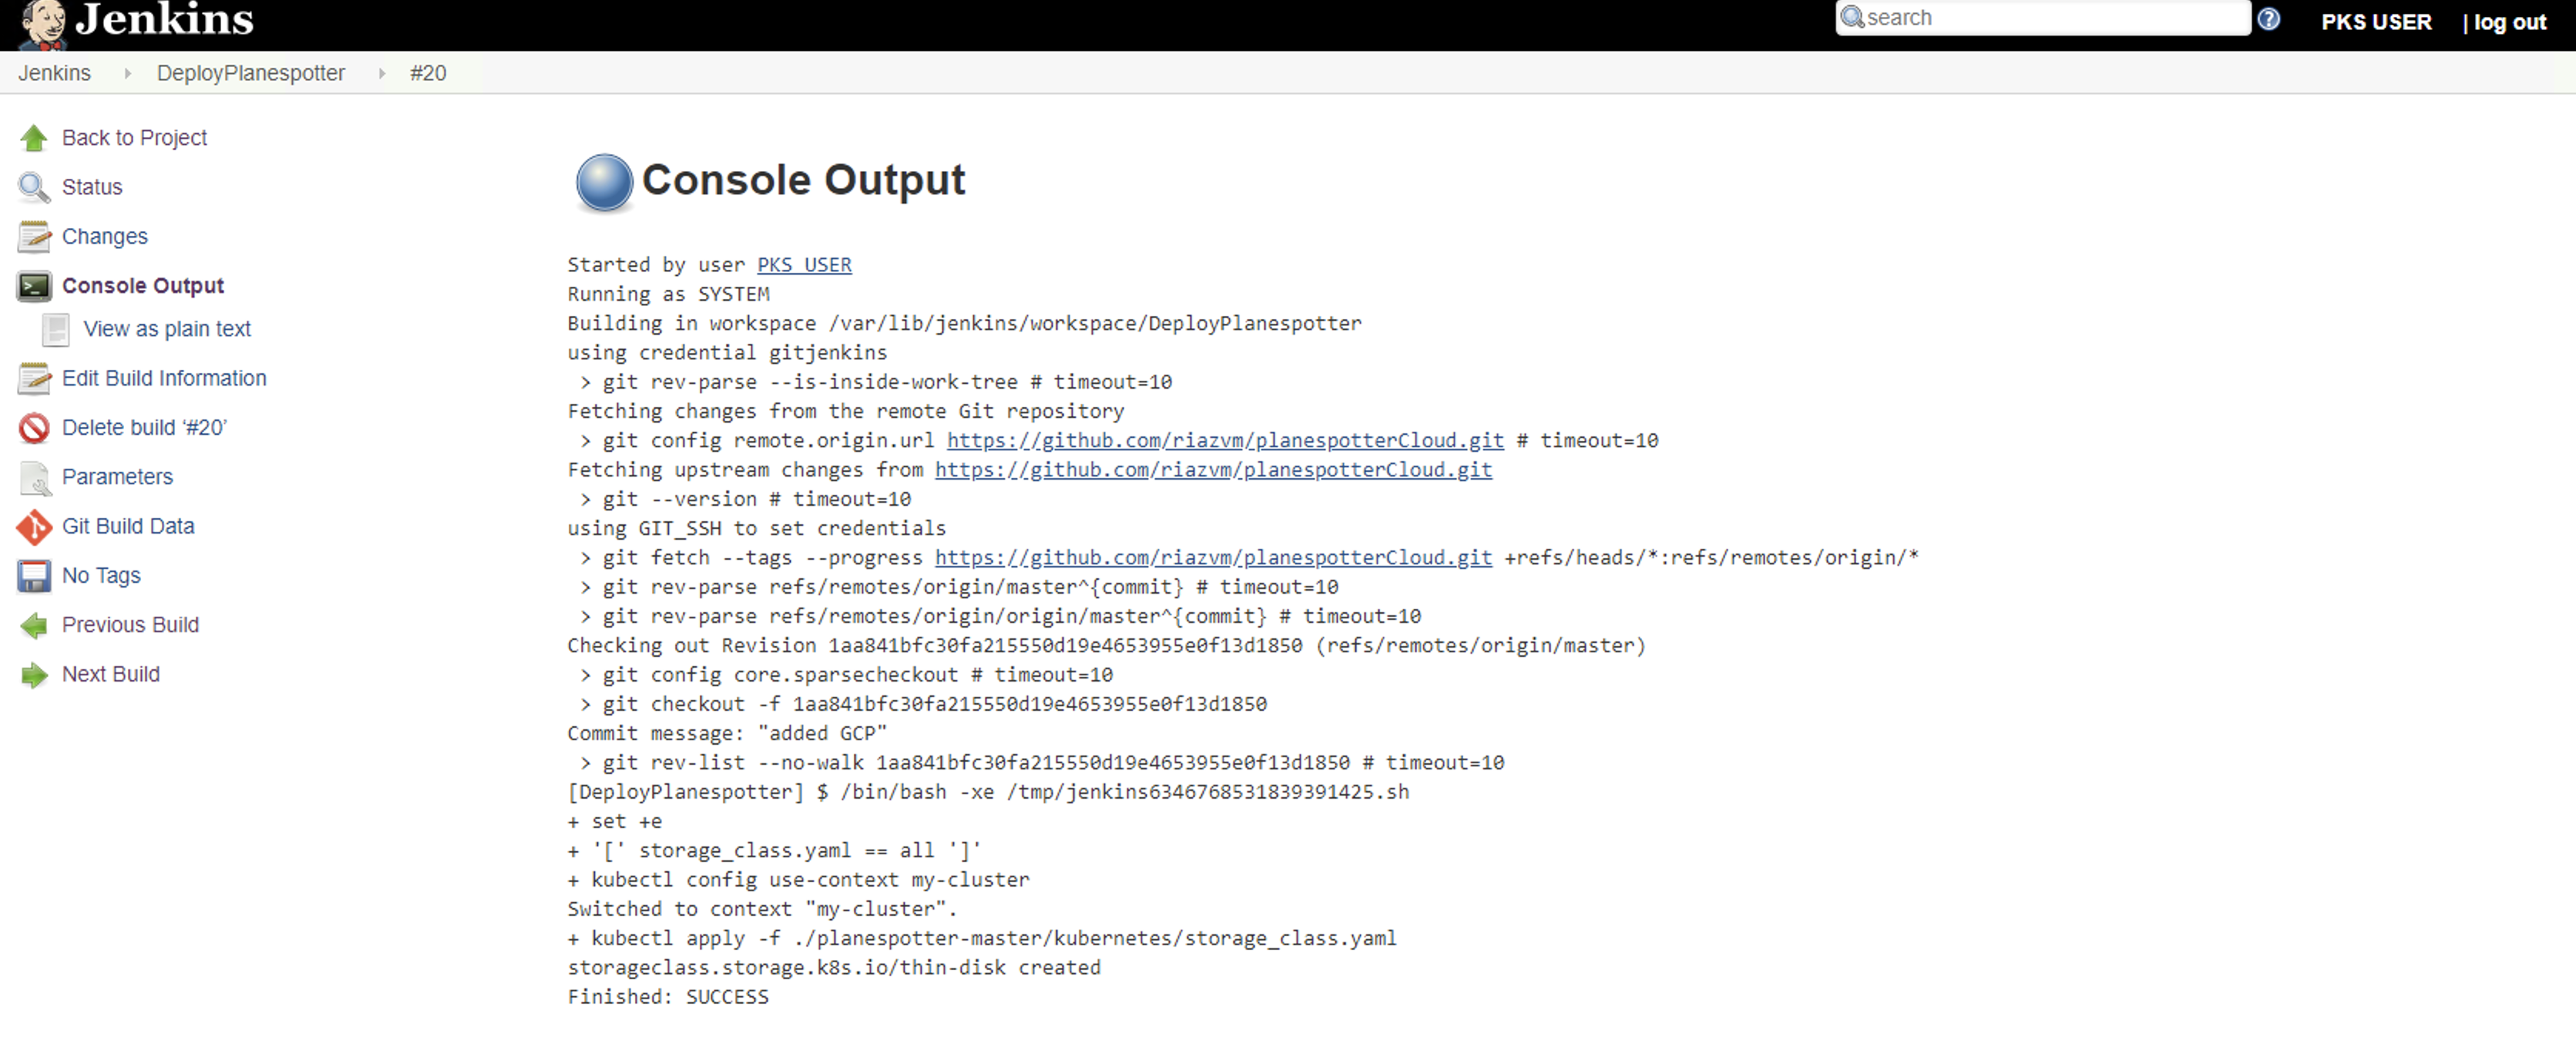 Jenkins
search
PKS USER
| log out
Jenkins
DeployPlanespotter
#20
Back to Project
Status
Changes
Console Output
View as plain text
Edit Build Information
Delete build ‘#20’
Parameters
Git Build Data
No Tags
Previous Build
Next Build
Console Output
Started by user PKS USER
Running as SYSTEM
Building in workspace /var/lib/jenkins/workspace/DeployPlanespotter
using credential gitjenkins
 > git rev-parse --is-inside-work-tree # timeout=10
Fetching changes from the remote Git repository
 > git config remote.origin.url https://github.com/riazvm/planespotterCloud.git # timeout=10
Fetching upstream changes from https://github.com/riazvm/planespotterCloud.git
 > git --version # timeout=10
using GIT_SSH to set credentials
 > git fetch --tags --progress https://github.com/riazvm/planespotterCloud.git +refs/heads/*:refs/remotes/origin/*
 > git rev-parse refs/remotes/origin/master^{commit} # timeout=10
 > git rev-parse refs/remotes/origin/origin/master^{commit} # timeout=10
Checking out Revision 1aa841bfc30fa215550d19e4653955e0f13d1850 (refs/remotes/origin/master)
 > git config core.sparsecheckout # timeout=10
 > git checkout -f 1aa841bfc30fa215550d19e4653955e0f13d1850
Commit message: "added GCP"
 > git rev-list --no-walk 1aa841bfc30fa215550d19e4653955e0f13d1850 # timeout=10
[DeployPlanespotter] $ /bin/bash -xe /tmp/jenkins6346768531839391425.sh
+ set +e
+ '[' storage_class.yaml == all ']'
+ kubectl config use-context my-cluster
Switched to context "my-cluster".
+ kubectl apply -f ./planespotter-master/kubernetes/storage_class.yaml
storageclass.storage.k8s.io/thin-disk created
Finished: SUCCESS